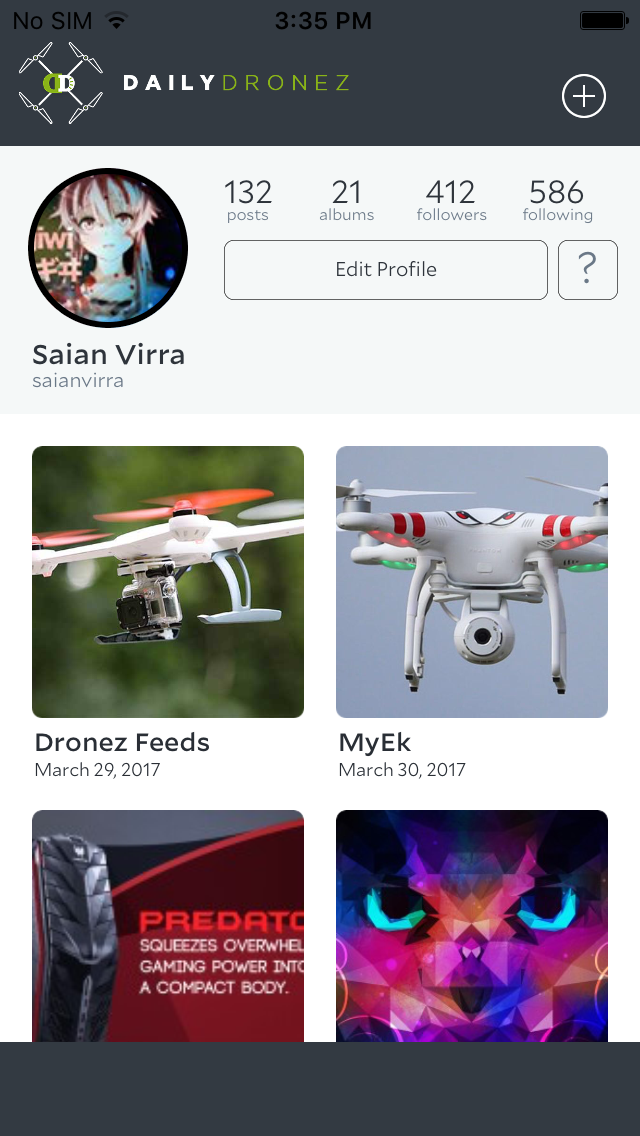 No SIM 3:35 PM
DAILYDRONEZ
132 21 412 586
posts albums followers following
Edit Profile ?
Saian Virra
saianvirra
Dronez Feeds MyEk
March 29, 2017 March 30, 2017
PREDATO
SQUEEZES OVERWHEL
GAMING POWER INTO
A COMPACT BODY.